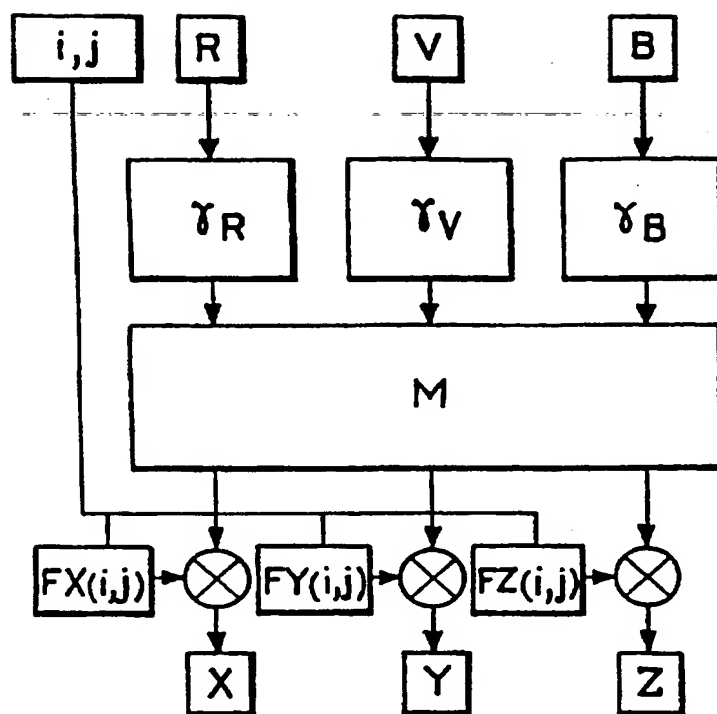 i,j R V B
γR γV γB
M
FX(i,j) FY(i,j) FZ(i,j)
X Y Z